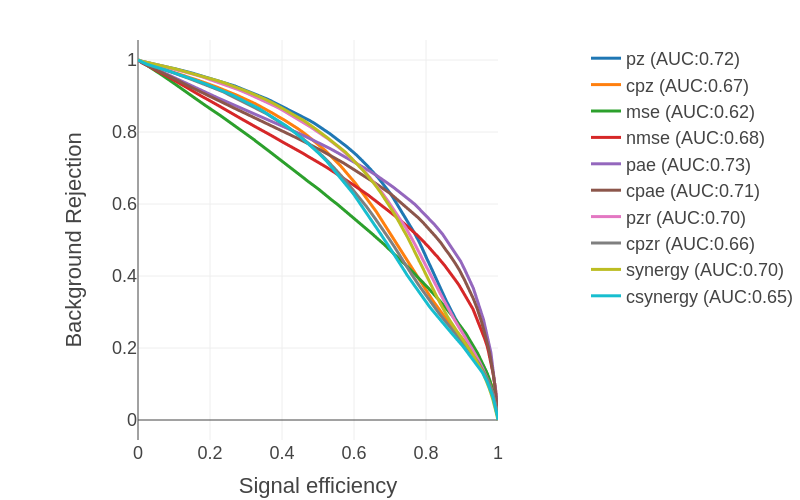 1
0.8
0.6
0.4
0.2
0
0
0.2
0.4
0.6
0.8
1
Background Rejection
Signal efficiency
pz (AUC:0.72)
cpz (AUC:0.67)
mse (AUC:0.62)
nmse (AUC:0.68)
pae (AUC:0.73)
cpae (AUC:0.71)
pzr (AUC:0.70)
cpzr (AUC:0.66)
synergy (AUC:0.70)
csynergy (AUC:0.65)